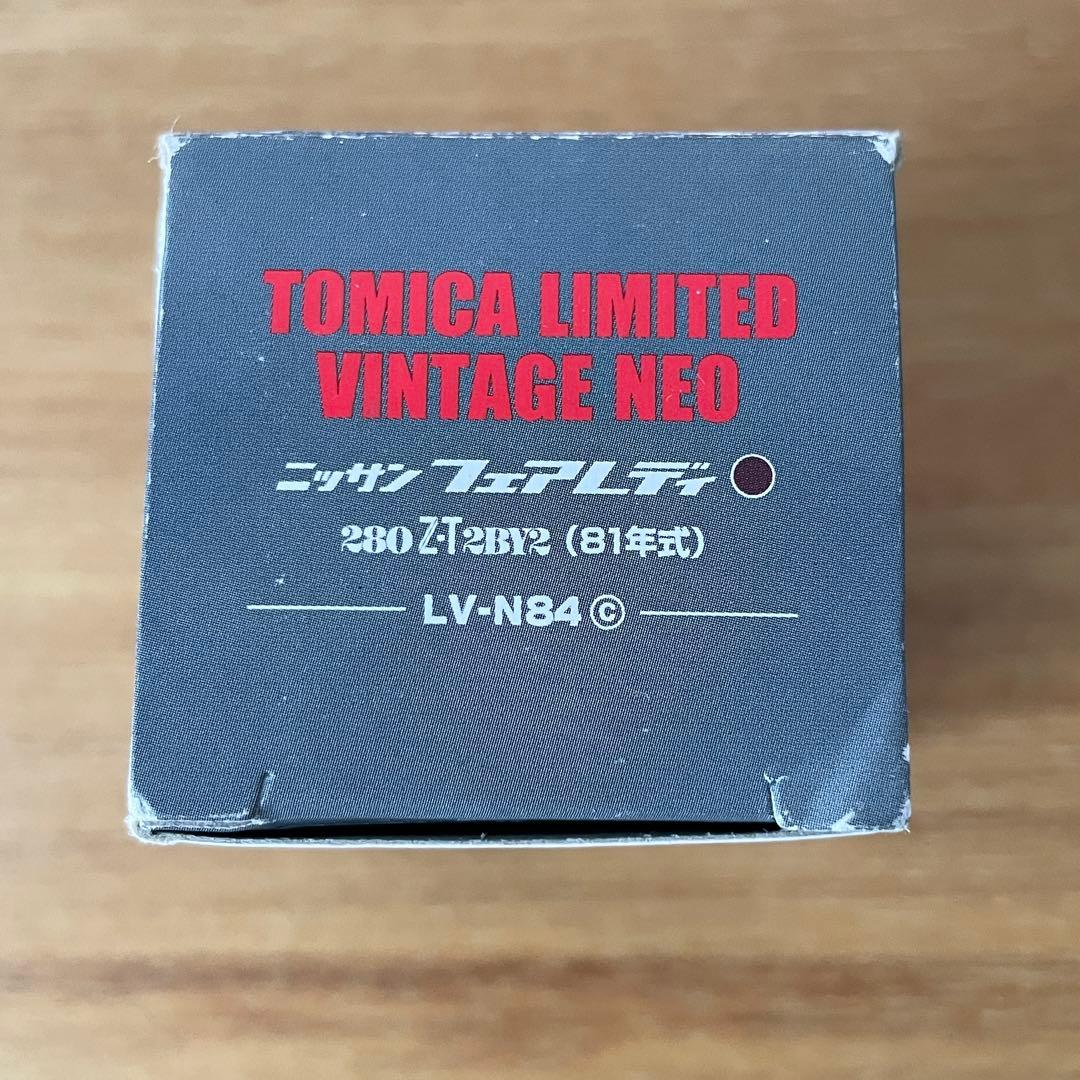 TOMICA LIMITED
VINTAGE NEO
ニッサン フェアレディ
280 Z・T 2BY2 (81年式)
LV-N84 ⓒ